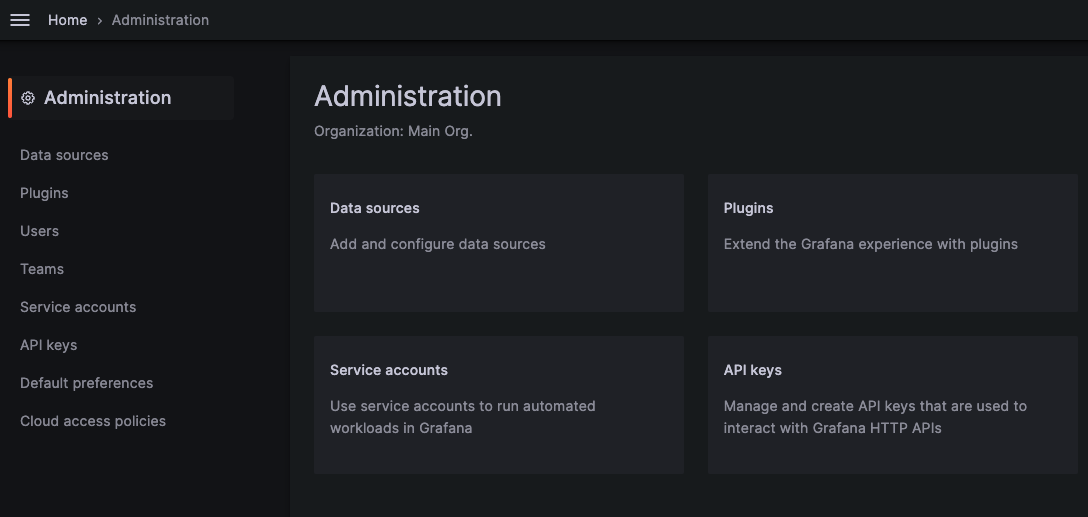 Home › Administration
Administration
Data sources
Plugins
Users
Teams
Service accounts
API keys
Default preferences
Cloud access policies
Administration
Organization: Main Org.
Data sources
Add and configure data sources
Plugins
Extend the Grafana experience with plugins
Service accounts
Use service accounts to run automated
workloads in Grafana
API keys
Manage and create API keys that are used to
interact with Grafana HTTP APIs